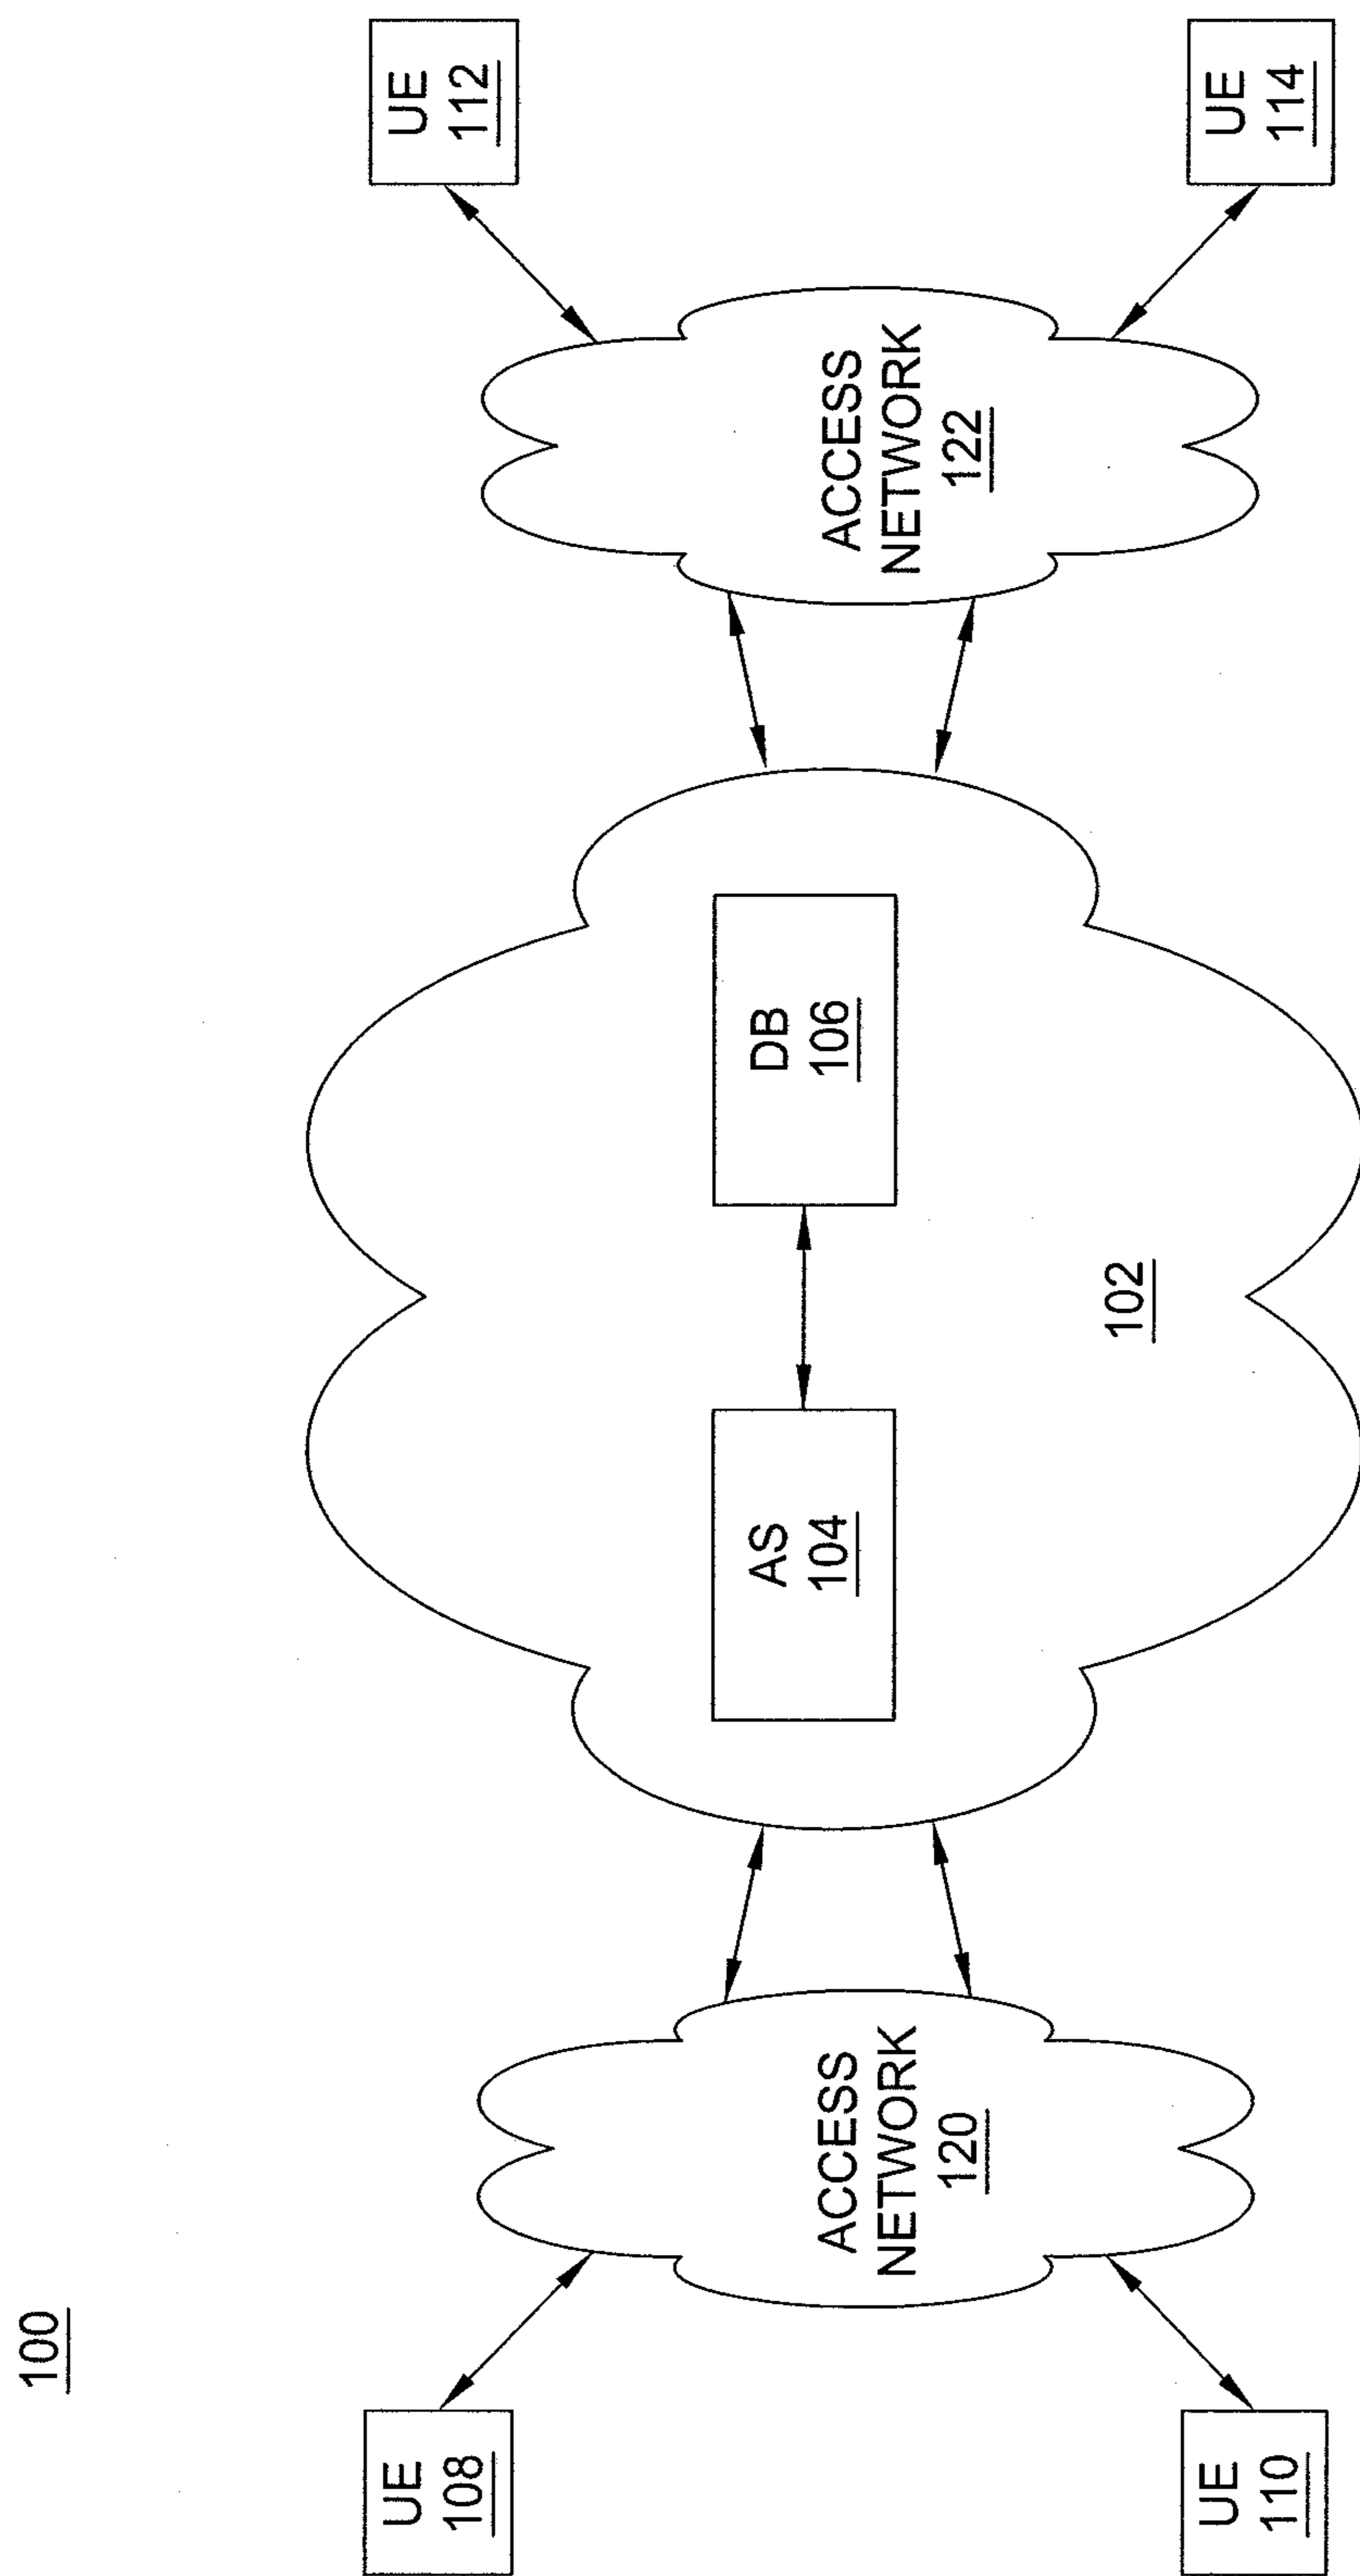 100
UE
108
UE
110
ACCESS
NETWORK
120
AS
104
DB
106
102
ACCESS
NETWORK
122
UE
112
UE
114